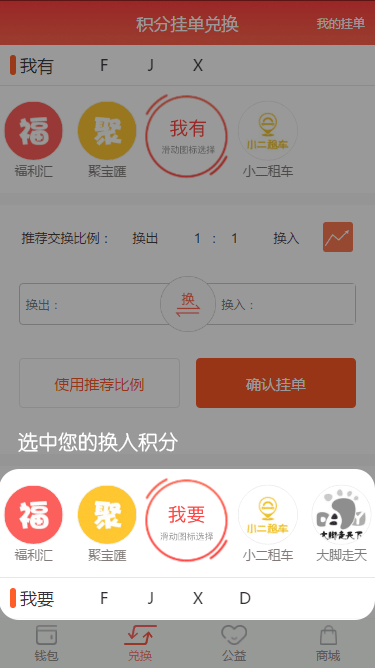 积分挂单兑换 我的挂单
我有 F J X
福 聚 我有 小二租车
滑动图标选择
福利汇 聚宝匯 小二租车
推荐交换比例： 换出 1 : 1 换入
换出： 换 换入：
使用推荐比例 确认挂单
选中您的换入积分
福 聚 我要 小二租车 DAY
滑动图标选择 大脚走天下
福利汇 聚宝匯 小二租车 大脚走天
我要 F J X D
钱包 兑换 公益 商城